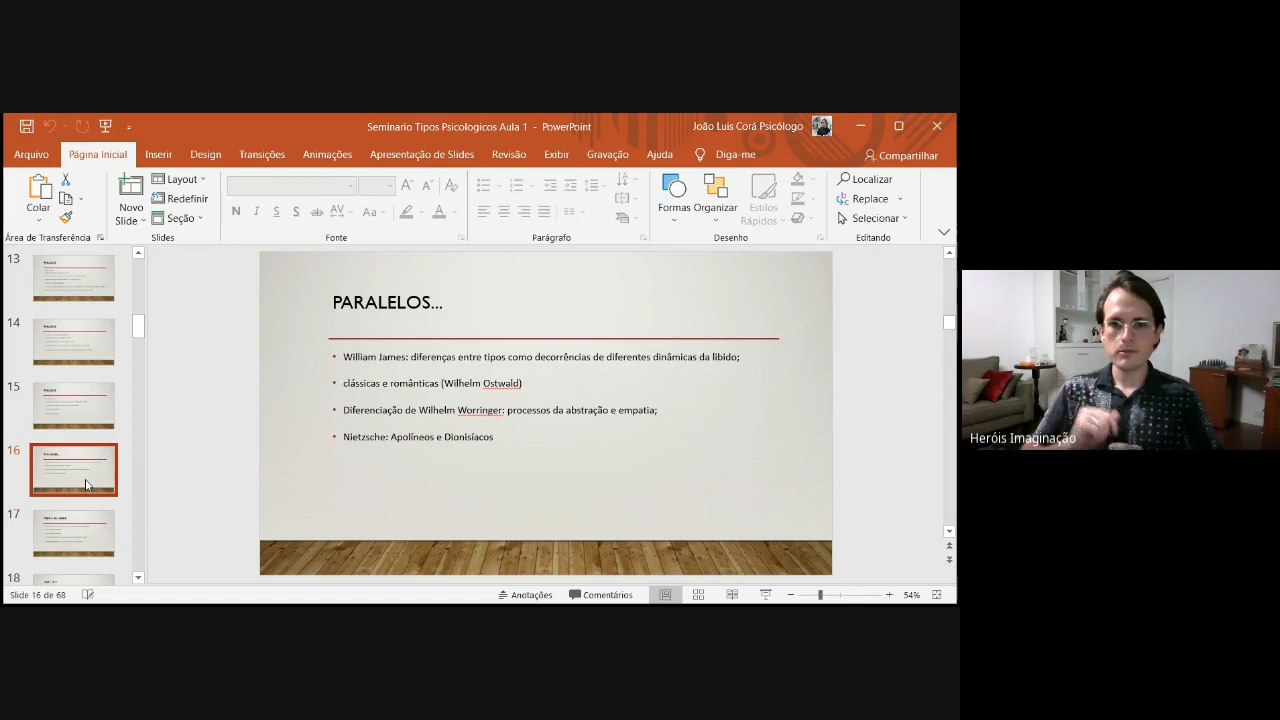 Seminario Tipos Psicologicos Aula 1 - PowerPoint
João Luis Corá Psicólogo
Arquivo Página Inicial Inserir Design Transições Animações Apresentação de Slides Revisão Exibir Gravação Ajuda Diga-me Compartilhar
Colar
Novo Slide
Layout
Redefinir
Seção
N I S S ab AV Aa A
Formas Organizar Estilos Rápidos
Localizar
Replace
Selecionar
Área de Transferência Slides Fonte Parágrafo Desenho Editando
13
14
15
16
17
18
PARALELOS...
• William James: diferenças entre tipos como decorrências de diferentes dinâmicas da libido;
• clássicas e românticas (Wilhelm Ostwald)
• Diferenciação de Wilhelm Worringer: processos da abstração e empatia;
• Nietzsche: Apolíneos e Dionisíacos
Heróis Imaginação
Slide 16 de 68 Anotações Comentários 54%